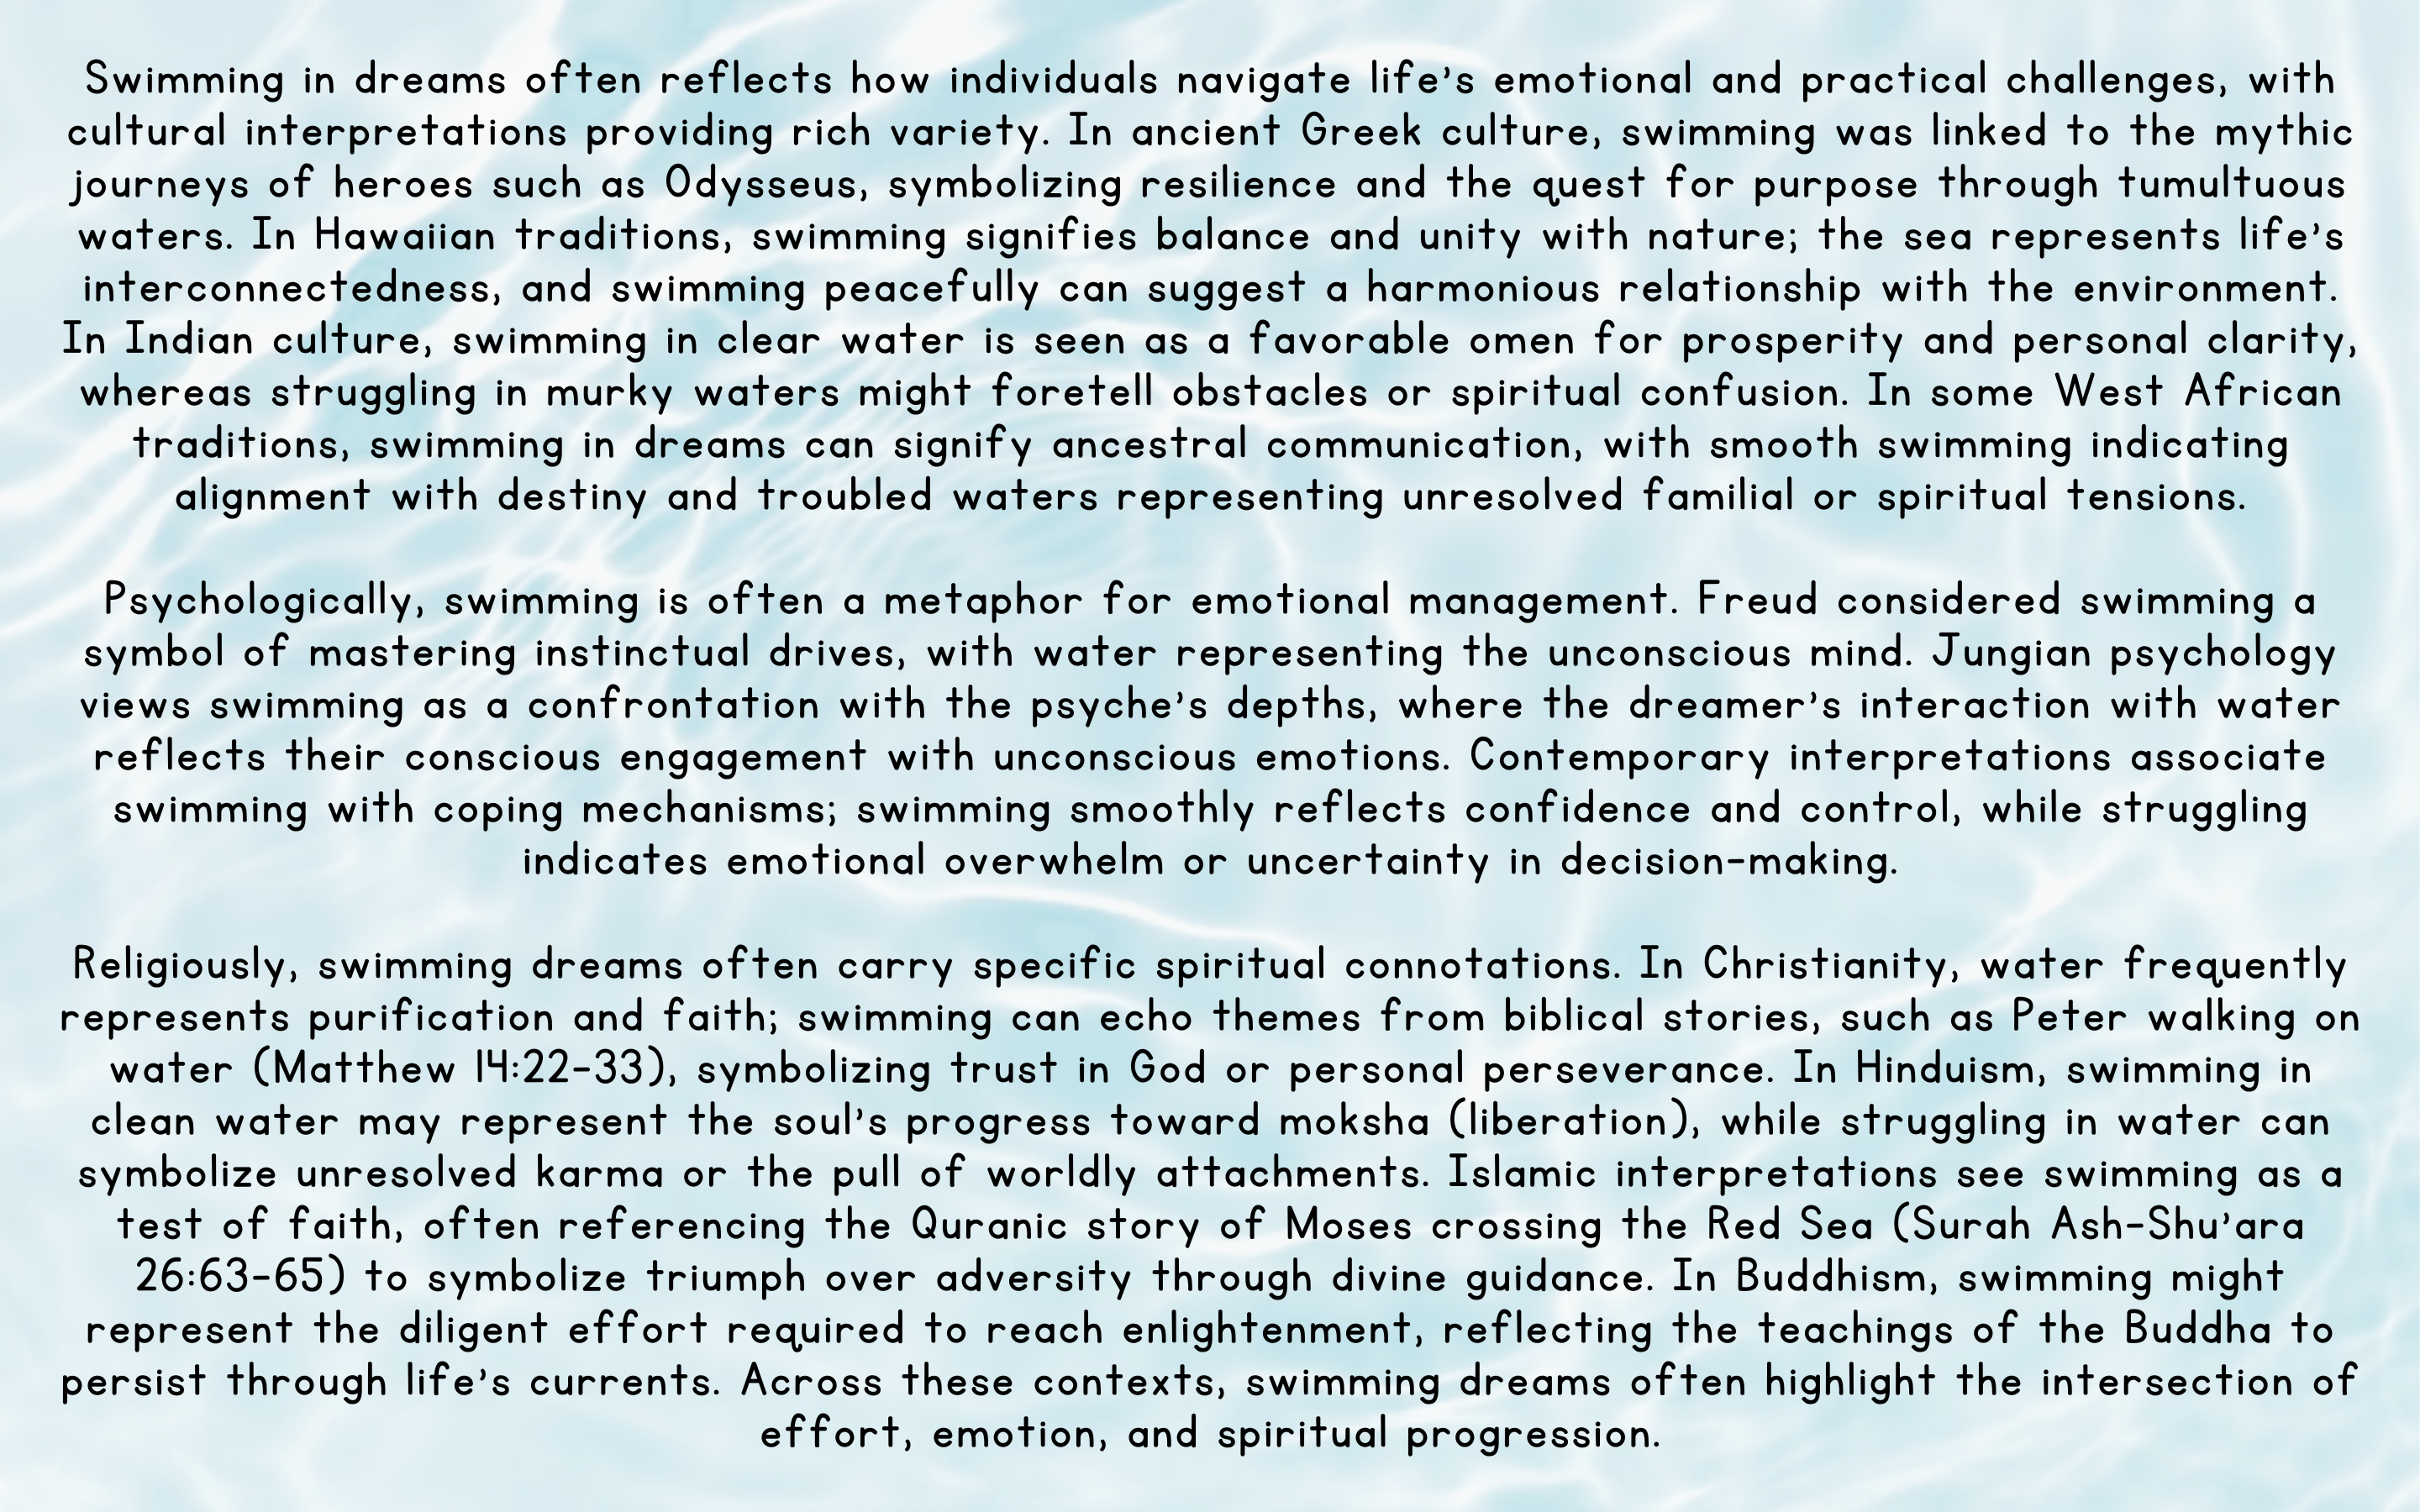 Swimming in dreams often reflects how individuals navigate life's emotional and practical challenges, with
cultural interpretations providing rich variety. In ancient Greek culture, swimming was linked to the mythic
journeys of heroes such as Odysseus, symbolizing resilience and the quest for purpose through tumultuous
waters. In Hawaiian traditions, swimming signifies balance and unity with nature; the sea represents life's
interconnectedness, and swimming peacefully can suggest a harmonious relationship with the environment.
In Indian culture, swimming in clear water is seen as a favorable omen for prosperity and personal clarity,
whereas struggling in murky waters might foretell obstacles or spiritual confusion. In some West African
traditions, swimming in dreams can signify ancestral communication, with smooth swimming indicating
alignment with destiny and troubled waters representing unresolved familial or spiritual tensions.
Psychologically, swimming is often a metaphor for emotional management. Freud considered swimming a
symbol of mastering instinctual drives, with water representing the unconscious mind. Jungian psychology
views swimming as a confrontation with the psyche's depths, where the dreamer's interaction with water
reflects their conscious engagement with unconscious emotions. Contemporary interpretations associate
swimming with coping mechanisms; swimming smoothly reflects confidence and control, while struggling
indicates emotional overwhelm or uncertainty in decision-making.
Religiously, swimming dreams often carry specific spiritual connotations. In Christianity, water frequently
represents purification and faith; swimming can echo themes from biblical stories, such as Peter walking on
water (Matthew 14:22-33), symbolizing trust in God or personal perseverance. In Hinduism, swimming in
clean water may represent the soul's progress toward moksha (liberation), while struggling in water can
symbolize unresolved karma or the pull of worldly attachments. Islamic interpretations see swimming as a
test of faith, often referencing the Quranic story of Moses crossing the Red Sea (Surah Ash-Shu'ara
26:63-65) to symbolize triumph over adversity through divine guidance. In Buddhism, swimming might
represent the diligent effort required to reach enlightenment, reflecting the teachings of the Buddha to
persist through life's currents. Across these contexts, swimming dreams often highlight the intersection of
effort, emotion, and spiritual progression.